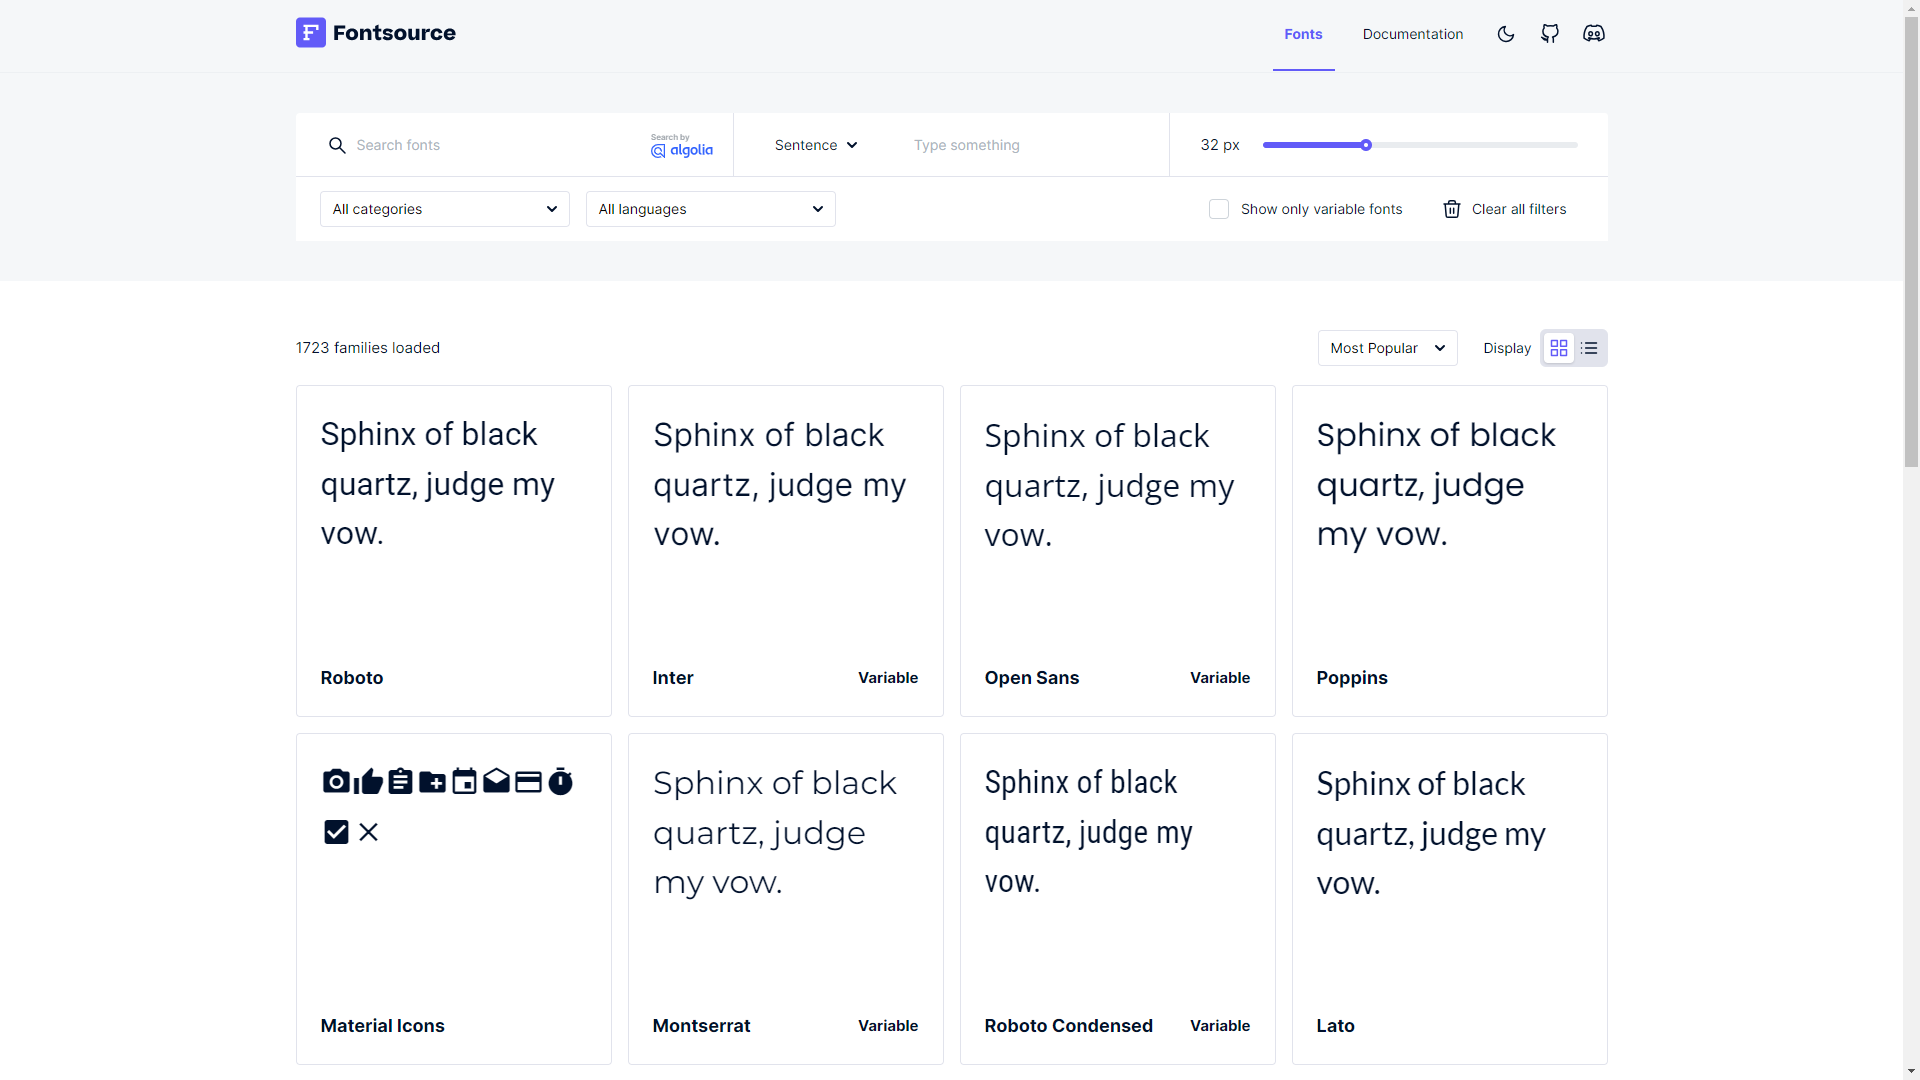 Fontsource
Fonts
Documentation
Search fonts
Search by
algolia
Sentence
Type something
32 px
All categories
All languages
Show only variable fonts
Clear all filters
1723 families loaded
Most Popular
Display
Sphinx of black
quartz, judge my
vow.
Roboto
Sphinx of black
quartz, judge my
vow.
Inter
Variable
Sphinx of black
quartz, judge my
vow.
Open Sans
Variable
Sphinx of black
quartz, judge
my vow.
Poppins
Material Icons
Sphinx of black
quartz, judge
my vow.
Montserrat
Variable
Sphinx of black
quartz, judge my
vow.
Roboto Condensed
Variable
Sphinx of black
quartz, judge my
vow.
Lato